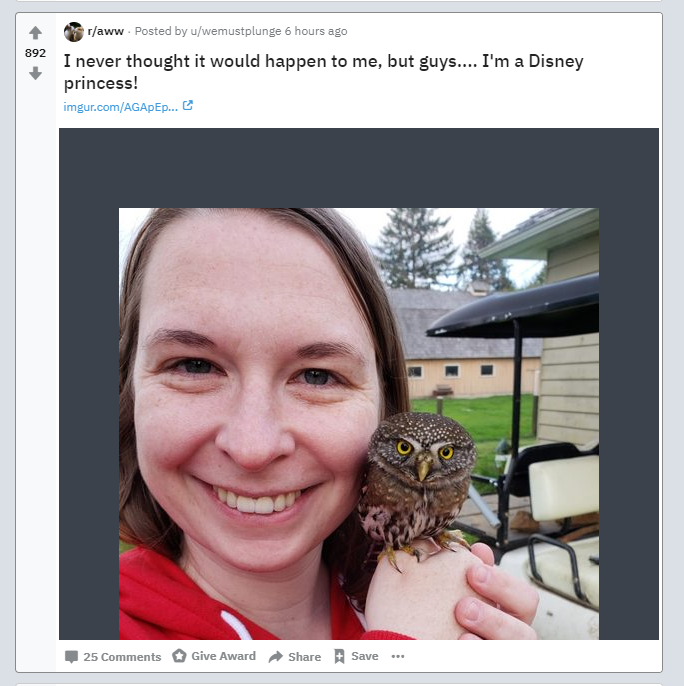 r/aww · Posted by u/wemustplunge 6 hours ago
892
I never thought it would happen to me, but guys.... I'm a Disney
princess!
imgur.com/AGApEp...
25 Comments Give Award Share Save